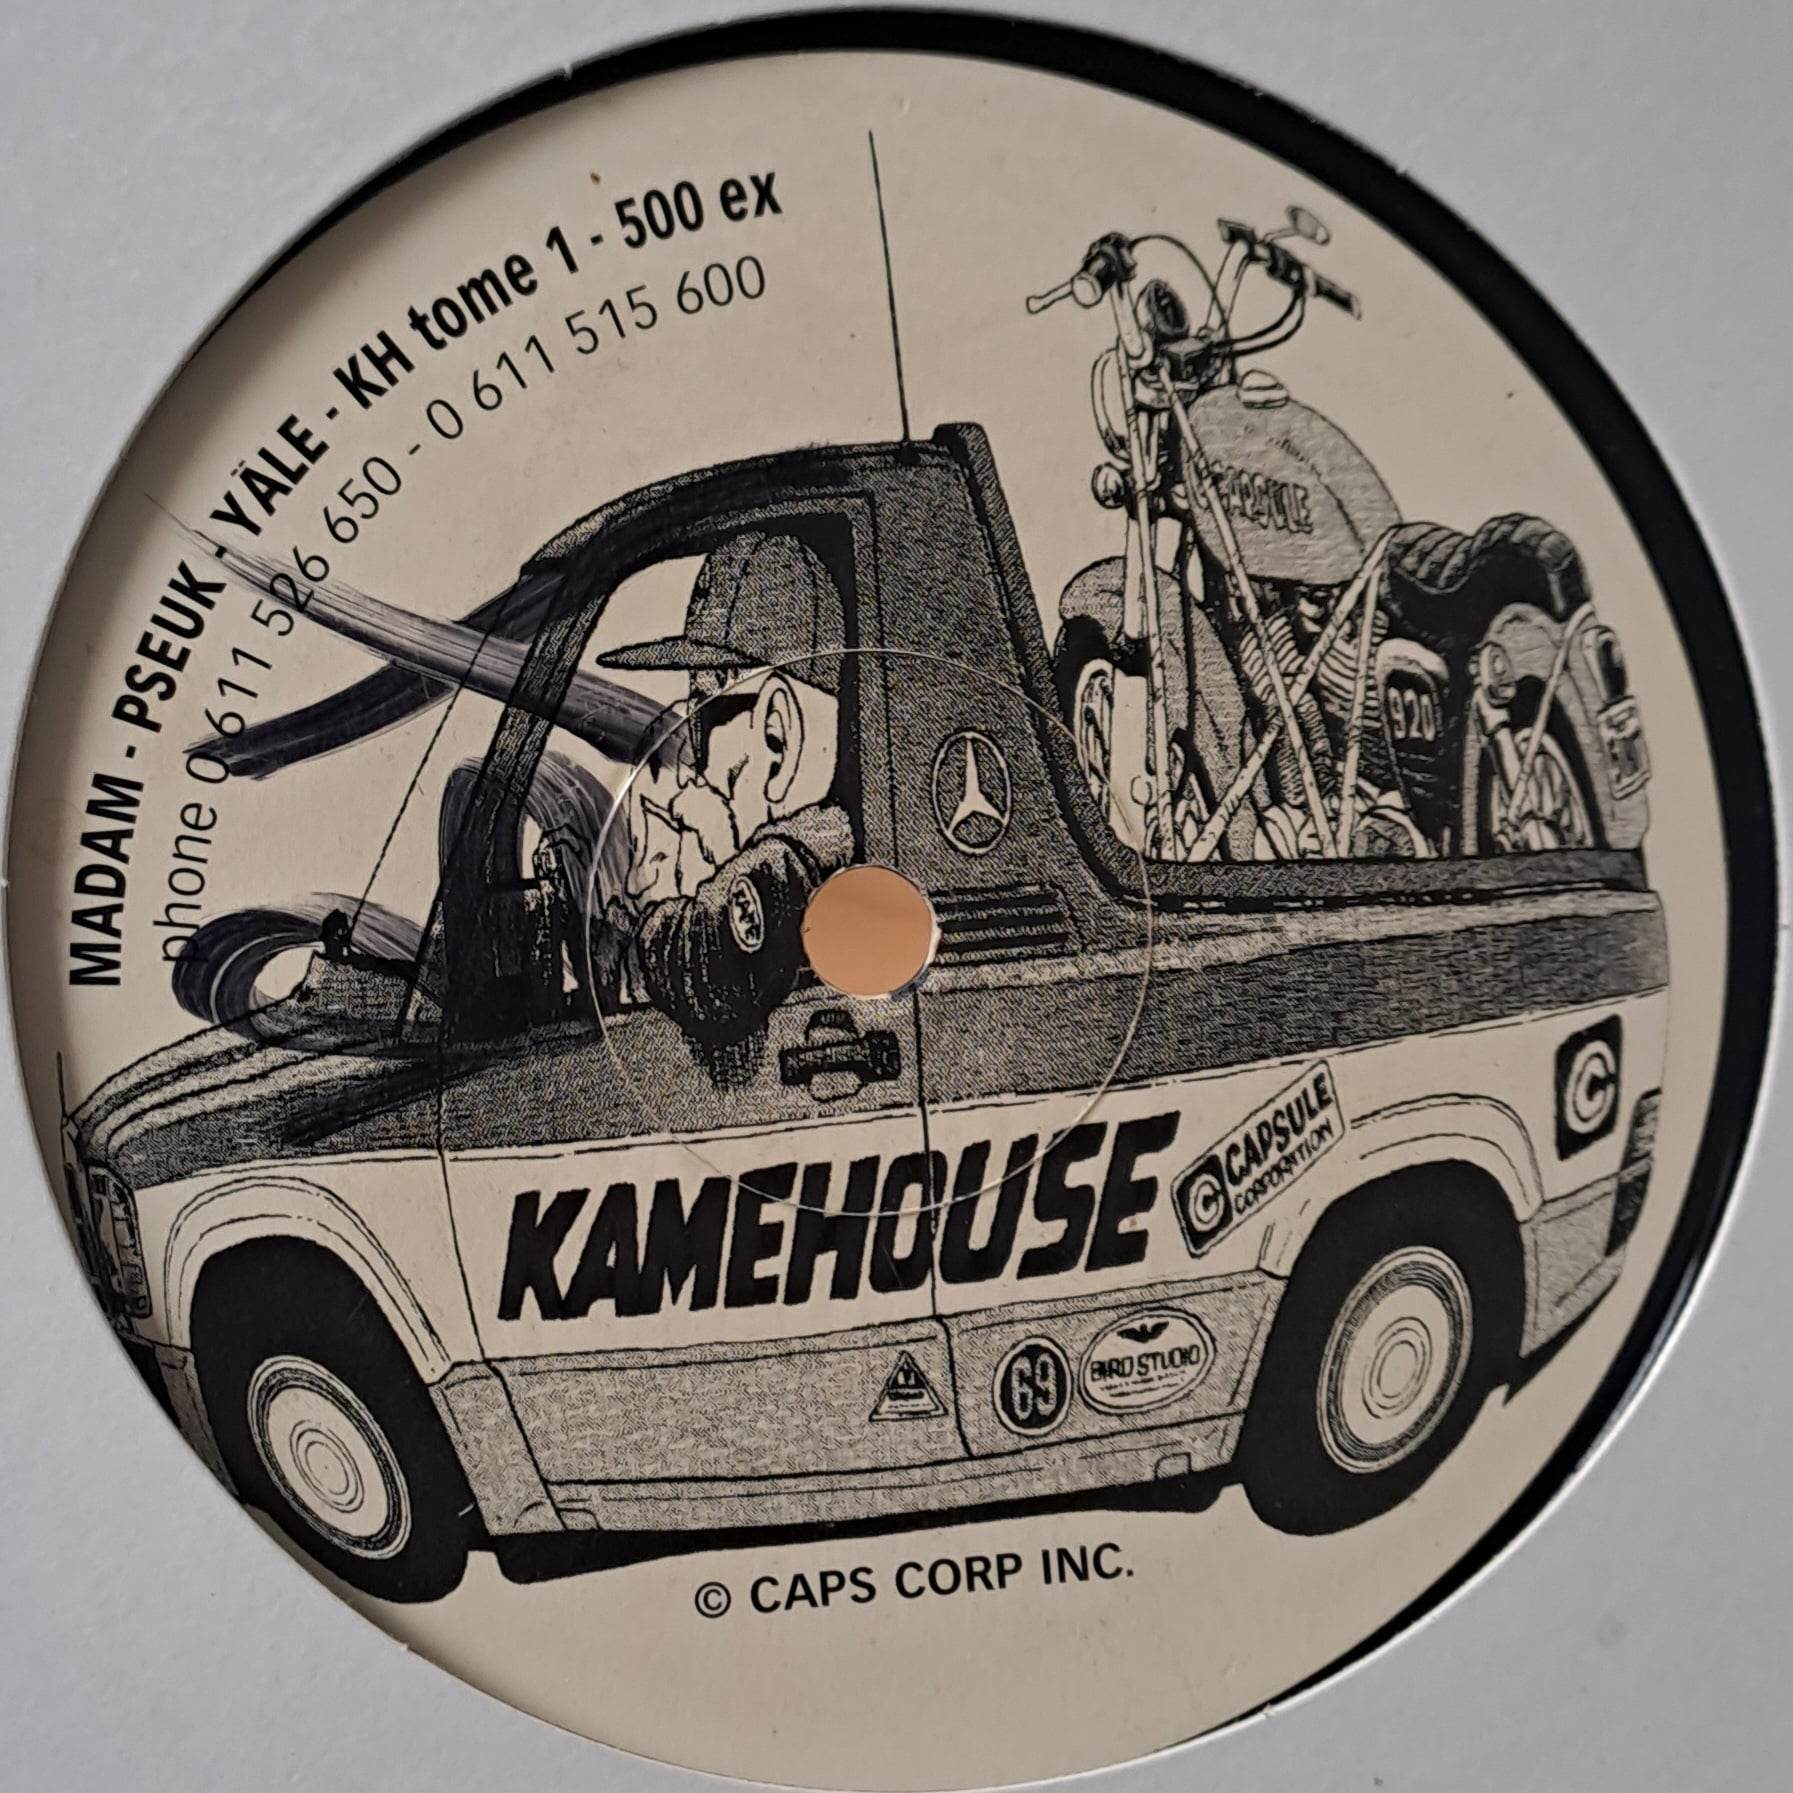 MADAM - PSEUK - YÄLE - KH tome 1 - 500 ex
phone 0 611 526 650 - 0 611 515 600
CAPSULE
920
KAME
KAMEHOUSE
CAPSULE
CORPORATION
C
69
BIRD STUDIO
© CAPS CORP INC.